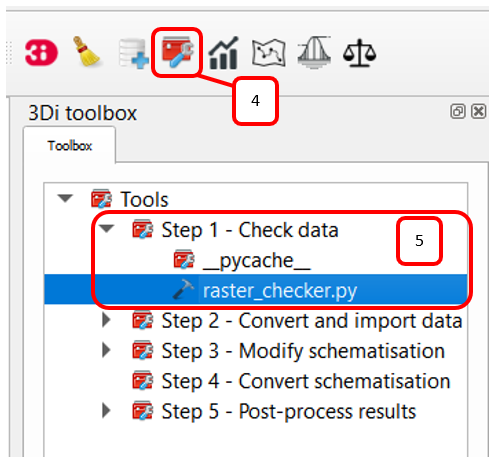 3i
4
3Di toolbox
Toolbox
Tools
Step 1 - Check data
5
__pycache__
raster_checker.py
Step 2 - Convert and import data
Step 3 - Modify schematisation
Step 4 - Convert schematisation
Step 5 - Post-process results